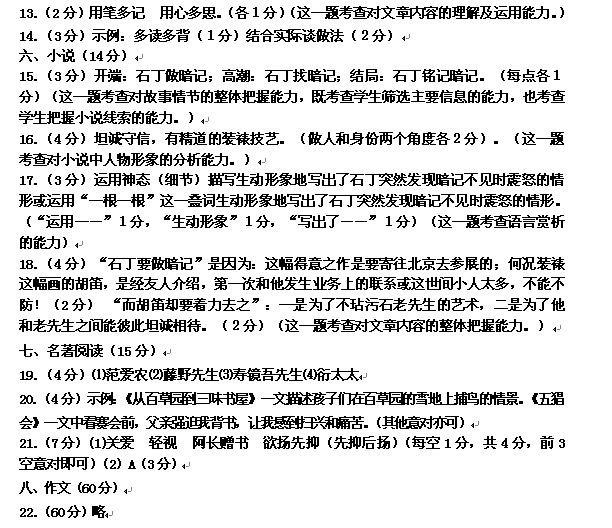 13.（2分）用笔多记　用心多思。（各1分）（这一题考查对文章内容的理解及运用能力。）
14.（3分）示例：多读多背（1分）结合实际谈做法（2分）
六、小说（14分）
15.（3分）开端：石丁做暗记；高潮：石丁找暗记；结局：石丁铭记暗记。（每点各1
分）（这一题考查对故事情节的整体把握能力，既考查学生筛选主要信息的能力，也考查
学生把握小说线索的能力。）
16.（4分）坦诚守信，有精道的装裱技艺。（做人和身份两个角度各2分）。（这一题
考查对小说中人物形象的分析能力。）
17.（3分）运用神态（细节）描写生动形象地写出了石丁突然发现暗记不见时震怒的情
形或运用“一根一根”这一叠词生动形象地写出了石丁突然发现暗记不见时震怒的情形。
（“运用——”1分，“生动形象”1分，“写出了——”1分）（这一题考查语言赏析
的能力）
18.（4分）“石丁要做暗记”是因为：这幅得意之作是要寄往北京去参展的；何况装裱
这幅画的胡笛，是经友人介绍，第一次和他发生业务上的联系或这世间小人太多，不能不
防！（2分）　“而胡笛却要着力去之”：一是为了不玷污石老先生的艺术，二是为了他
和老先生之间能彼此坦诚相待。（2分）（这一题考查对文章内容的整体把握能力。）
七、名著阅读（15分）
19.（4分）⑴范爱农⑵藤野先生⑶寿镜吾先生⑷衍太太
20.（4分）示例：《从百草园到三味书屋》一文描述孩子们在百草园的雪地上捕鸟的情景。《五猖
会》一文中看赛会前，父亲强迫我背书，让我感到扫兴和痛苦。（其他意对亦可）
21.（7分）(1)关爱　轻视　阿长赠书　欲扬先抑（先抑后扬）（每空1分，共4分，前3
空意对即可）(2) A（3分）
八、作文（60分）
22.（60分）略